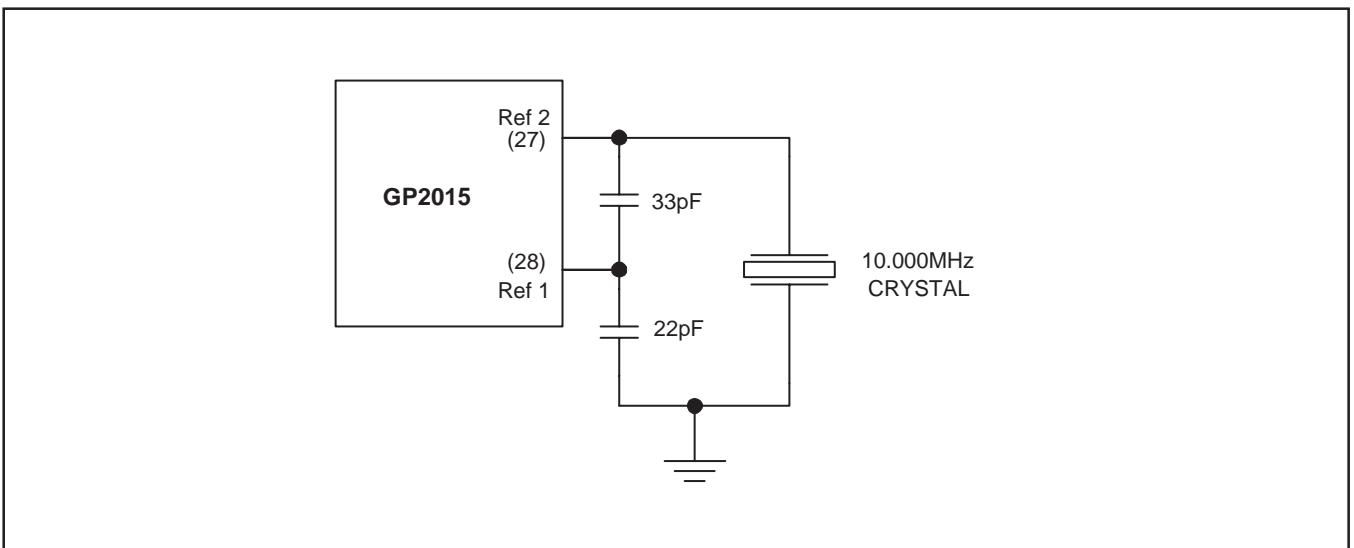 Ref 2
(27)
GP2015
33pF
(28)
Ref 1
10.000MHz
CRYSTAL
22pF